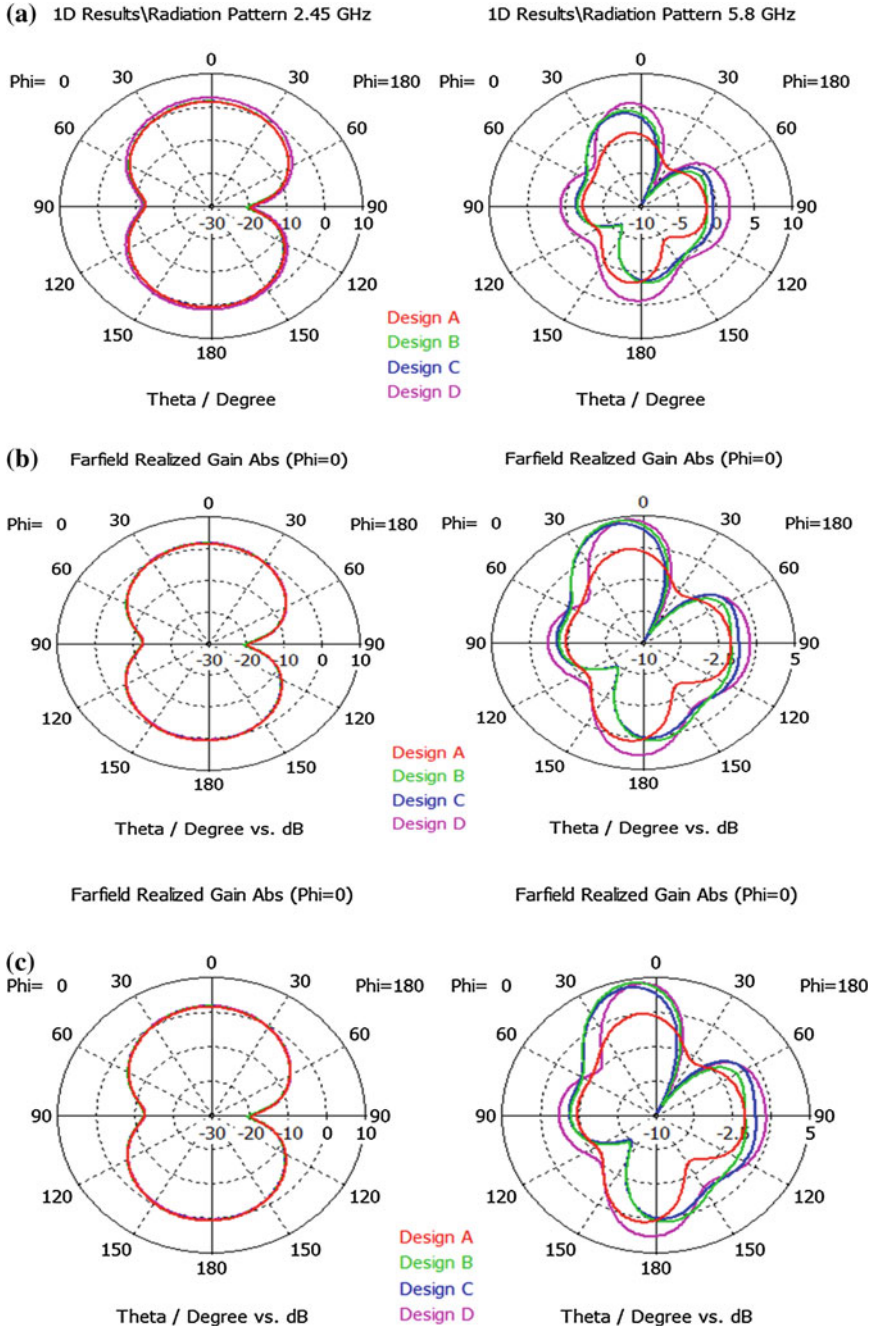 (a) 1D Results\Radiation Pattern 2.45 GHz
1D Results\Radiation Pattern 5.8 GHz
Phi= 0 30 0 30 Phi=180
60 60
90 -30 -20 -10 0 10 90
120 120
150 180 150
Theta / Degree
Phi= 0 30 0 30 Phi=180
60 60
90 -10 -5 0 5 10 90
120 120
150 180 150
Theta / Degree
Design A
Design B
Design C
Design D
(b) Farfield Realized Gain Abs (Phi=0)
Farfield Realized Gain Abs (Phi=0)
Phi= 0 30 0 30 Phi=180
60 60
90 -30 -20 -10 0 10 90
120 120
150 180 150
Theta / Degree vs. dB
Phi= 0 30 0 30 Phi=180
60 60
90 -10 -2.5 5 90
120 120
150 180 150
Theta / Degree vs. dB
Design A
Design B
Design C
Design D
Farfield Realized Gain Abs (Phi=0)
Farfield Realized Gain Abs (Phi=0)
(c)
Phi= 0 30 0 30 Phi=180
60 60
90 -30 -20 -10 0 10 90
120 120
150 180 150
Theta / Degree vs. dB
Phi= 0 30 0 30 Phi=180
60 60
90 -10 -2.5 5 90
120 120
150 180 150
Theta / Degree vs. dB
Design A
Design B
Design C
Design D